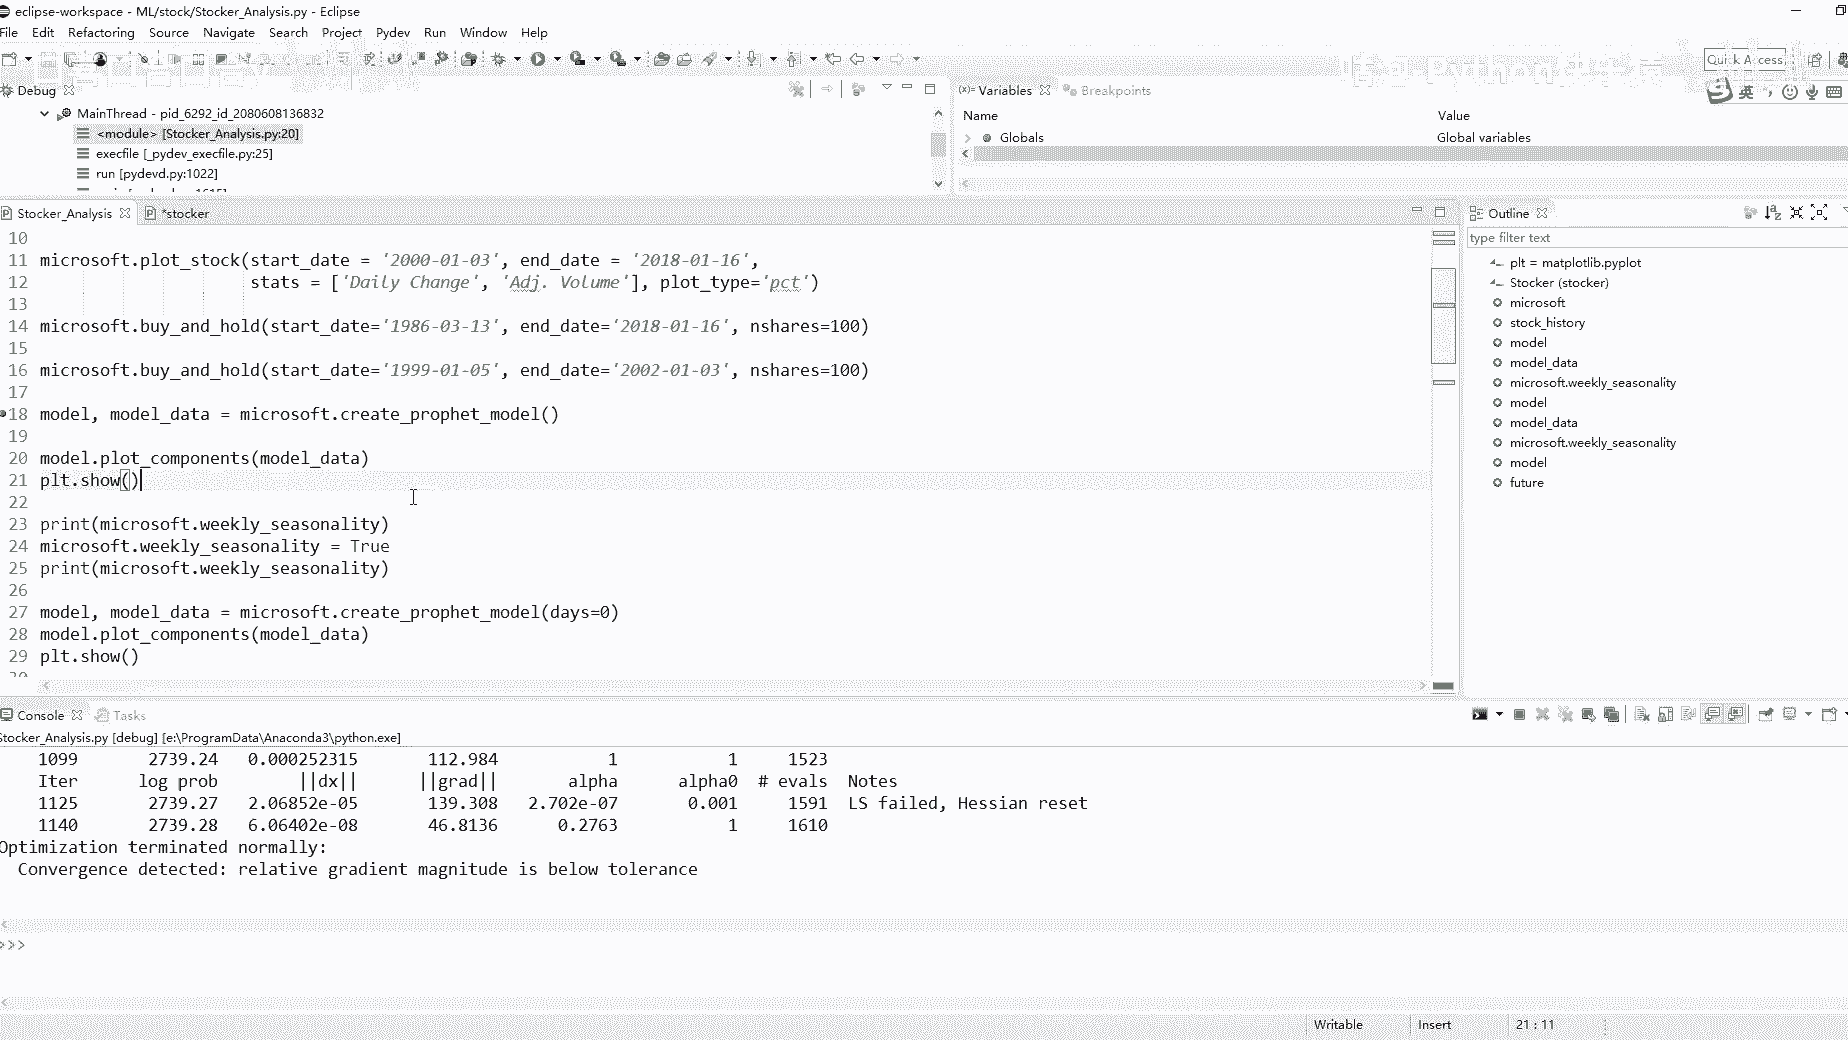 eclipse-workspace - ML/stock/Stocker_Analysis.py - Eclipse
File Edit Refactoring Source Navigate Search Project Pydev Run Window Help
Quick Access
Debug
MainThread - pid_6292_id_2080608136832
<module> [Stocker_Analysis.py:20]
execfile [_pydev_execfile.py:25]
run [pydevd.py:1022]
(x)= Variables Breakpoints
英
Name Value
Globals Global variables
Stocker_Analysis *stocker
10
11 microsoft.plot_stock(start_date = '2000-01-03', end_date = '2018-01-16',
12 stats = ['Daily Change', 'Adj. Volume'], plot_type='pct')
13
14 microsoft.buy_and_hold(start_date='1986-03-13', end_date='2018-01-16', nshares=100)
15
16 microsoft.buy_and_hold(start_date='1999-01-05', end_date='2002-01-03', nshares=100)
17
18 model, model_data = microsoft.create_prophet_model()
19
20 model.plot_components(model_data)
21 plt.show()
22
23 print(microsoft.weekly_seasonality)
24 microsoft.weekly_seasonality = True
25 print(microsoft.weekly_seasonality)
26
27 model, model_data = microsoft.create_prophet_model(days=0)
28 model.plot_components(model_data)
29 plt.show()
Outline
type filter text
plt = matplotlib.pyplot
Stocker (stocker)
microsoft
stock_history
model
model_data
microsoft.weekly_seasonality
model
model_data
microsoft.weekly_seasonality
model
future
Console Tasks
Stocker_Analysis.py [debug] [e:\ProgramData\Anaconda3\python.exe]
1099 2739.24 0.000252315 112.984 1 1 1523
Iter log prob ||dx|| ||grad|| alpha alpha0 # evals Notes
1125 2739.27 2.06852e-05 139.308 2.702e-07 0.001 1591 LS failed, Hessian reset
1140 2739.28 6.06402e-08 46.8136 0.2763 1 1610
Optimization terminated normally:
Convergence detected: relative gradient magnitude is below tolerance
>>>
Writable Insert 21 : 11